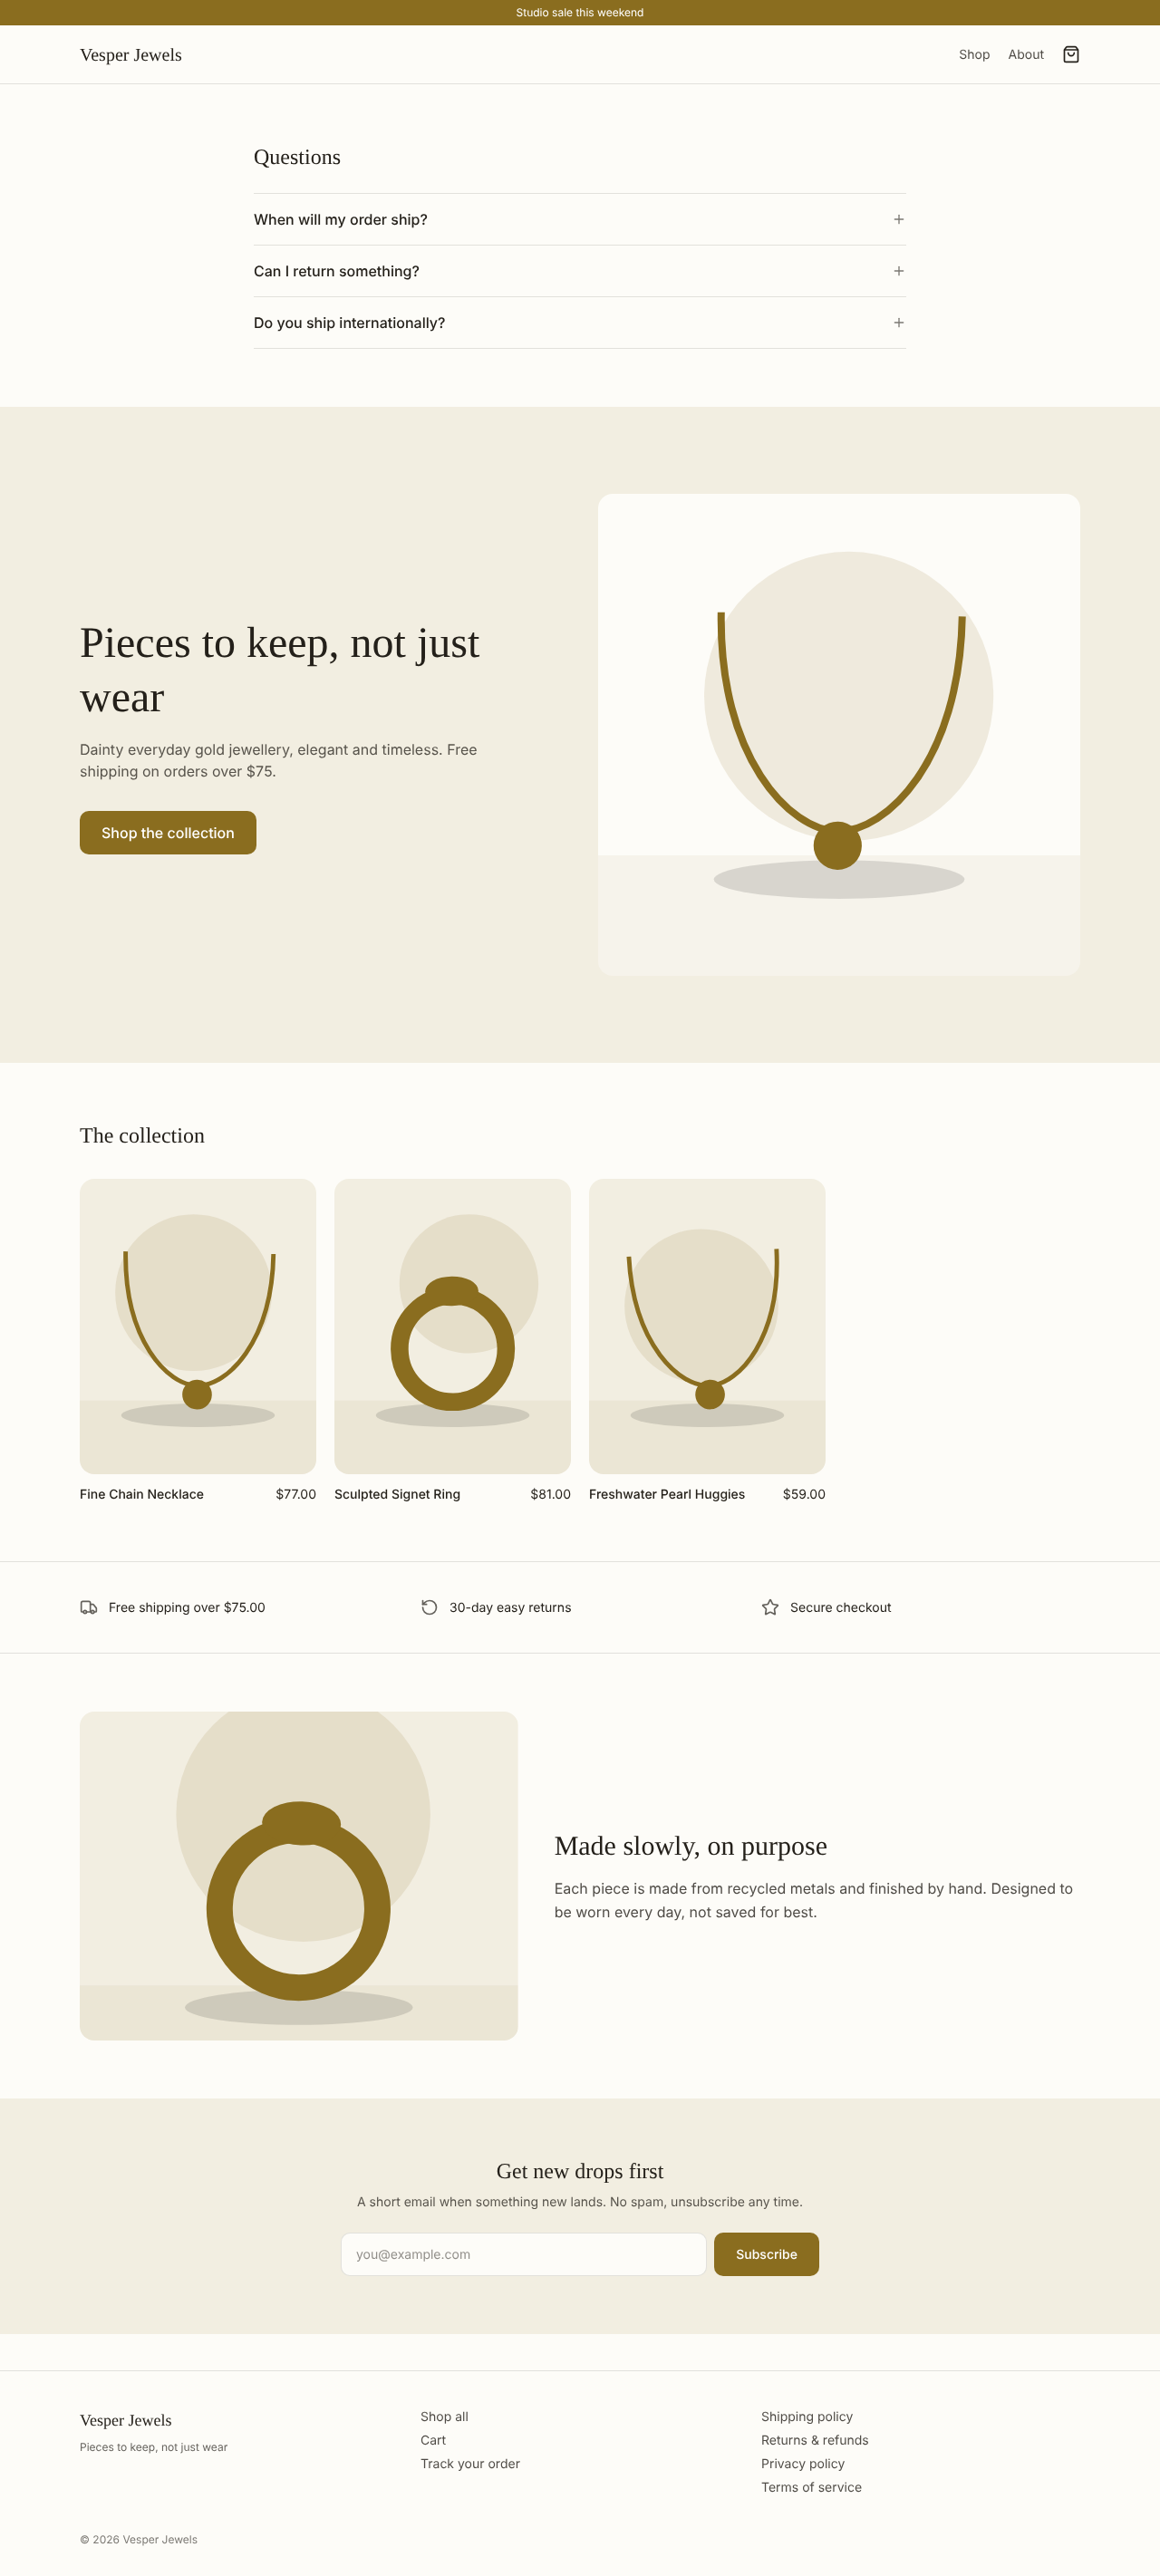 Studio sale this weekend
Vesper Jewels
Shop
About
Questions
When will my order ship?
Can I return something?
Do you ship internationally?
Pieces to keep, not just
wear
Dainty everyday gold jewellery, elegant and timeless. Free
shipping on orders over $75.
Shop the collection
The collection
Fine Chain Necklace $77.00
Sculpted Signet Ring $81.00
Freshwater Pearl Huggies $59.00
Free shipping over $75.00
30-day easy returns
Secure checkout
Made slowly, on purpose
Each piece is made from recycled metals and finished by hand. Designed to
be worn every day, not saved for best.
Get new drops first
A short email when something new lands. No spam, unsubscribe any time.
you@example.com
Subscribe
Vesper Jewels
Pieces to keep, not just wear
Shop all
Cart
Track your order
Shipping policy
Returns & refunds
Privacy policy
Terms of service
© 2026 Vesper Jewels